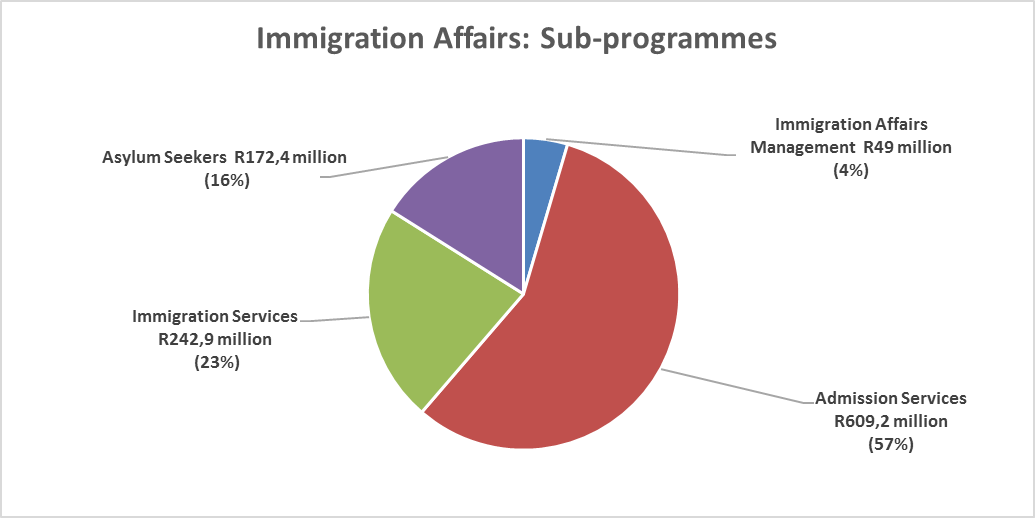 Immigration Affairs: Sub-programmes
Immigration Affairs
Management R49 million
(4%)
Asylum Seekers R172,4 million
(16%)
Immigration Services
R242,9 million
(23%)
Admission Services
R609,2 million
(57%)